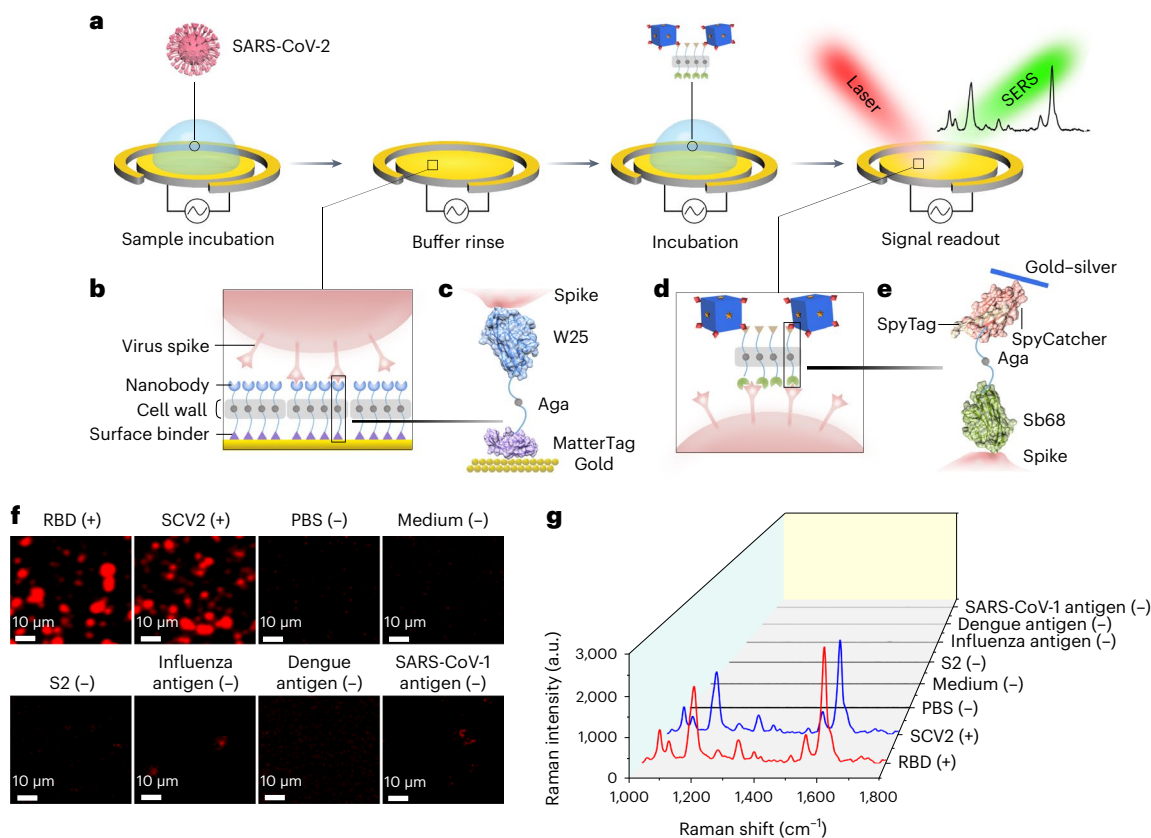 a
SARS-CoV-2
Laser
SERS
Sample incubation
Buffer rinse
Incubation
Signal readout
b
Virus spike
Nanobody
Cell wall
Surface binder
c
Spike
W25
Aga
MatterTag
Gold
d
e
Gold–silver
SpyTag
SpyCatcher
Aga
Sb68
Spike
f
RBD (+)
SCV2 (+)
PBS (–)
Medium (–)
10 μm
10 μm
10 μm
10 μm
S2 (–)
Influenza
antigen (–)
Dengue
antigen (–)
SARS-CoV-1
antigen (–)
10 μm
10 μm
10 μm
10 μm
g
Raman intensity (a.u.)
3,000
2,000
1,000
0
1,000
1,200
1,400
1,600
1,800
Raman shift (cm⁻¹)
SARS-CoV-1 antigen (–)
Dengue antigen (–)
Influenza antigen (–)
S2 (–)
Medium (–)
PBS (–)
SCV2 (+)
RBD (+)